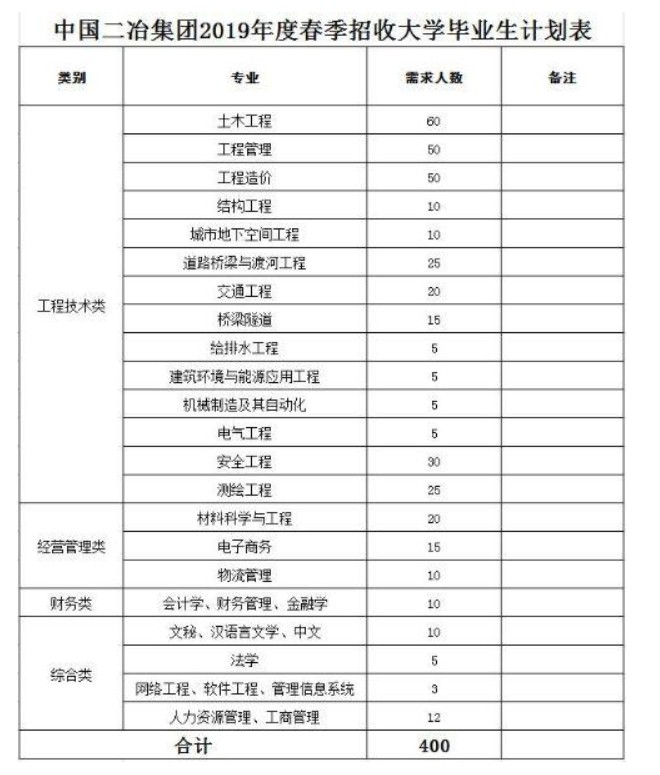 中国二冶集团2019年度春季招收大学毕业生计划表
类别 专业 需求人数 备注
工程技术类
土木工程 60
工程管理 50
工程造价 50
结构工程 10
城市地下空间工程 10
道路桥梁与渡河工程 25
交通工程 20
桥梁隧道 15
给排水工程 5
建筑环境与能源应用工程 5
机械制造及其自动化 5
电气工程 5
安全工程 30
测绘工程 25
经营管理类
材料科学与工程 20
电子商务 15
物流管理 10
财务类 会计学、财务管理、金融学 10
综合类
文秘、汉语言文学、中文 10
法学 5
网络工程、软件工程、管理信息系统 3
人力资源管理、工商管理 12
合计 400